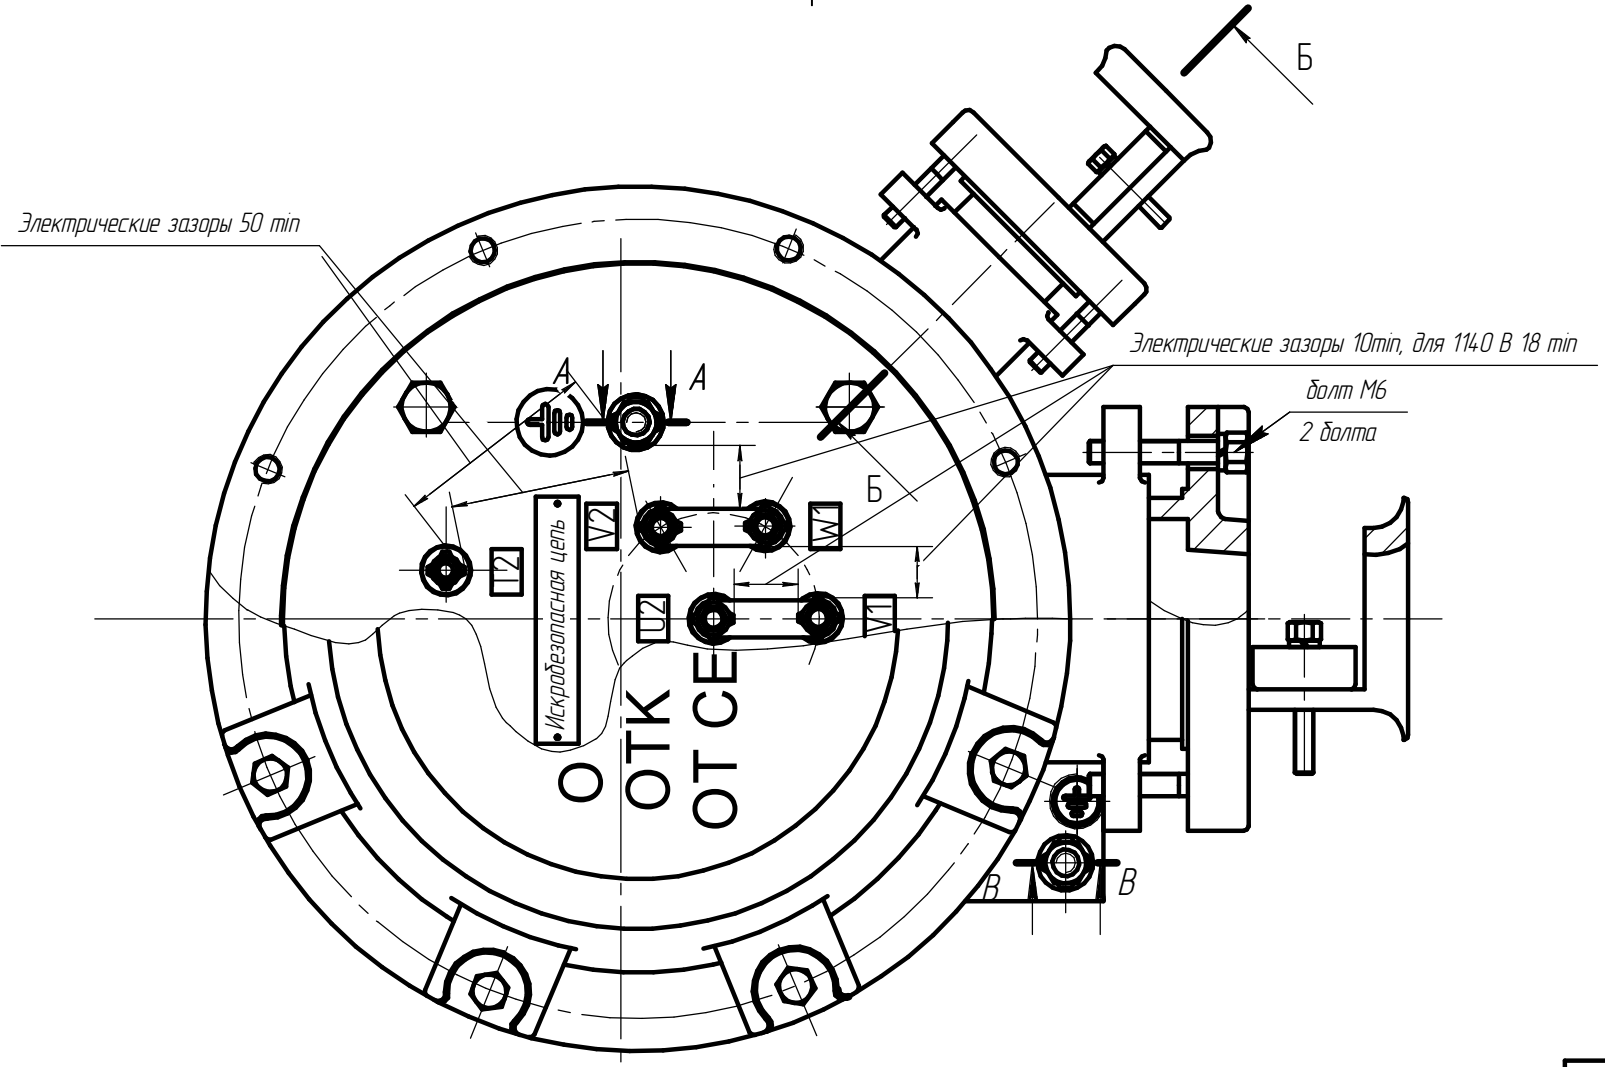 Б
Электрические зазоры 50 min
Электрические зазоры 10min, для 1140 В 18 min
А
А
болт М6
2 болта
Б
V2
W1
T2
U2
V1
Искробезопасная цепь
О
ОТК
ОТ СЕ
В
В